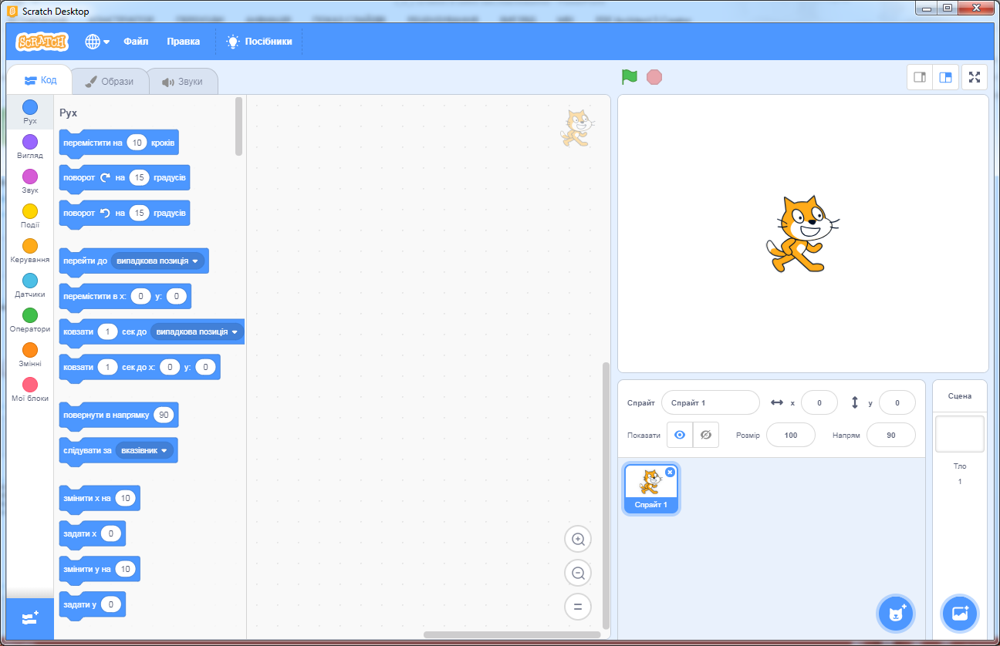 Scratch Desktop
SCRATCH Файл Правка Посібники
Код Образи Звуки
Рух
Вигляд
Звук
Події
Керування
Датчики
Оператори
Змінні
Мої блоки
Рух
перемістити на 10 кроків
поворот на 15 градусів
поворот на 15 градусів
перейти до випадкова позиція
перемістити в x: 0 y: 0
ковзати 1 сек до випадкова позиція
ковзати 1 сек до x: 0 y: 0
повернути в напрямку 90
слідувати за вказівник
змінити x на 10
задати x 0
змінити y на 10
задати y 0
Спрайт Спрайт 1 x 0 y 0
Показати Розмір 100 Напрям 90
Спрайт 1
Сцена
Тло
1